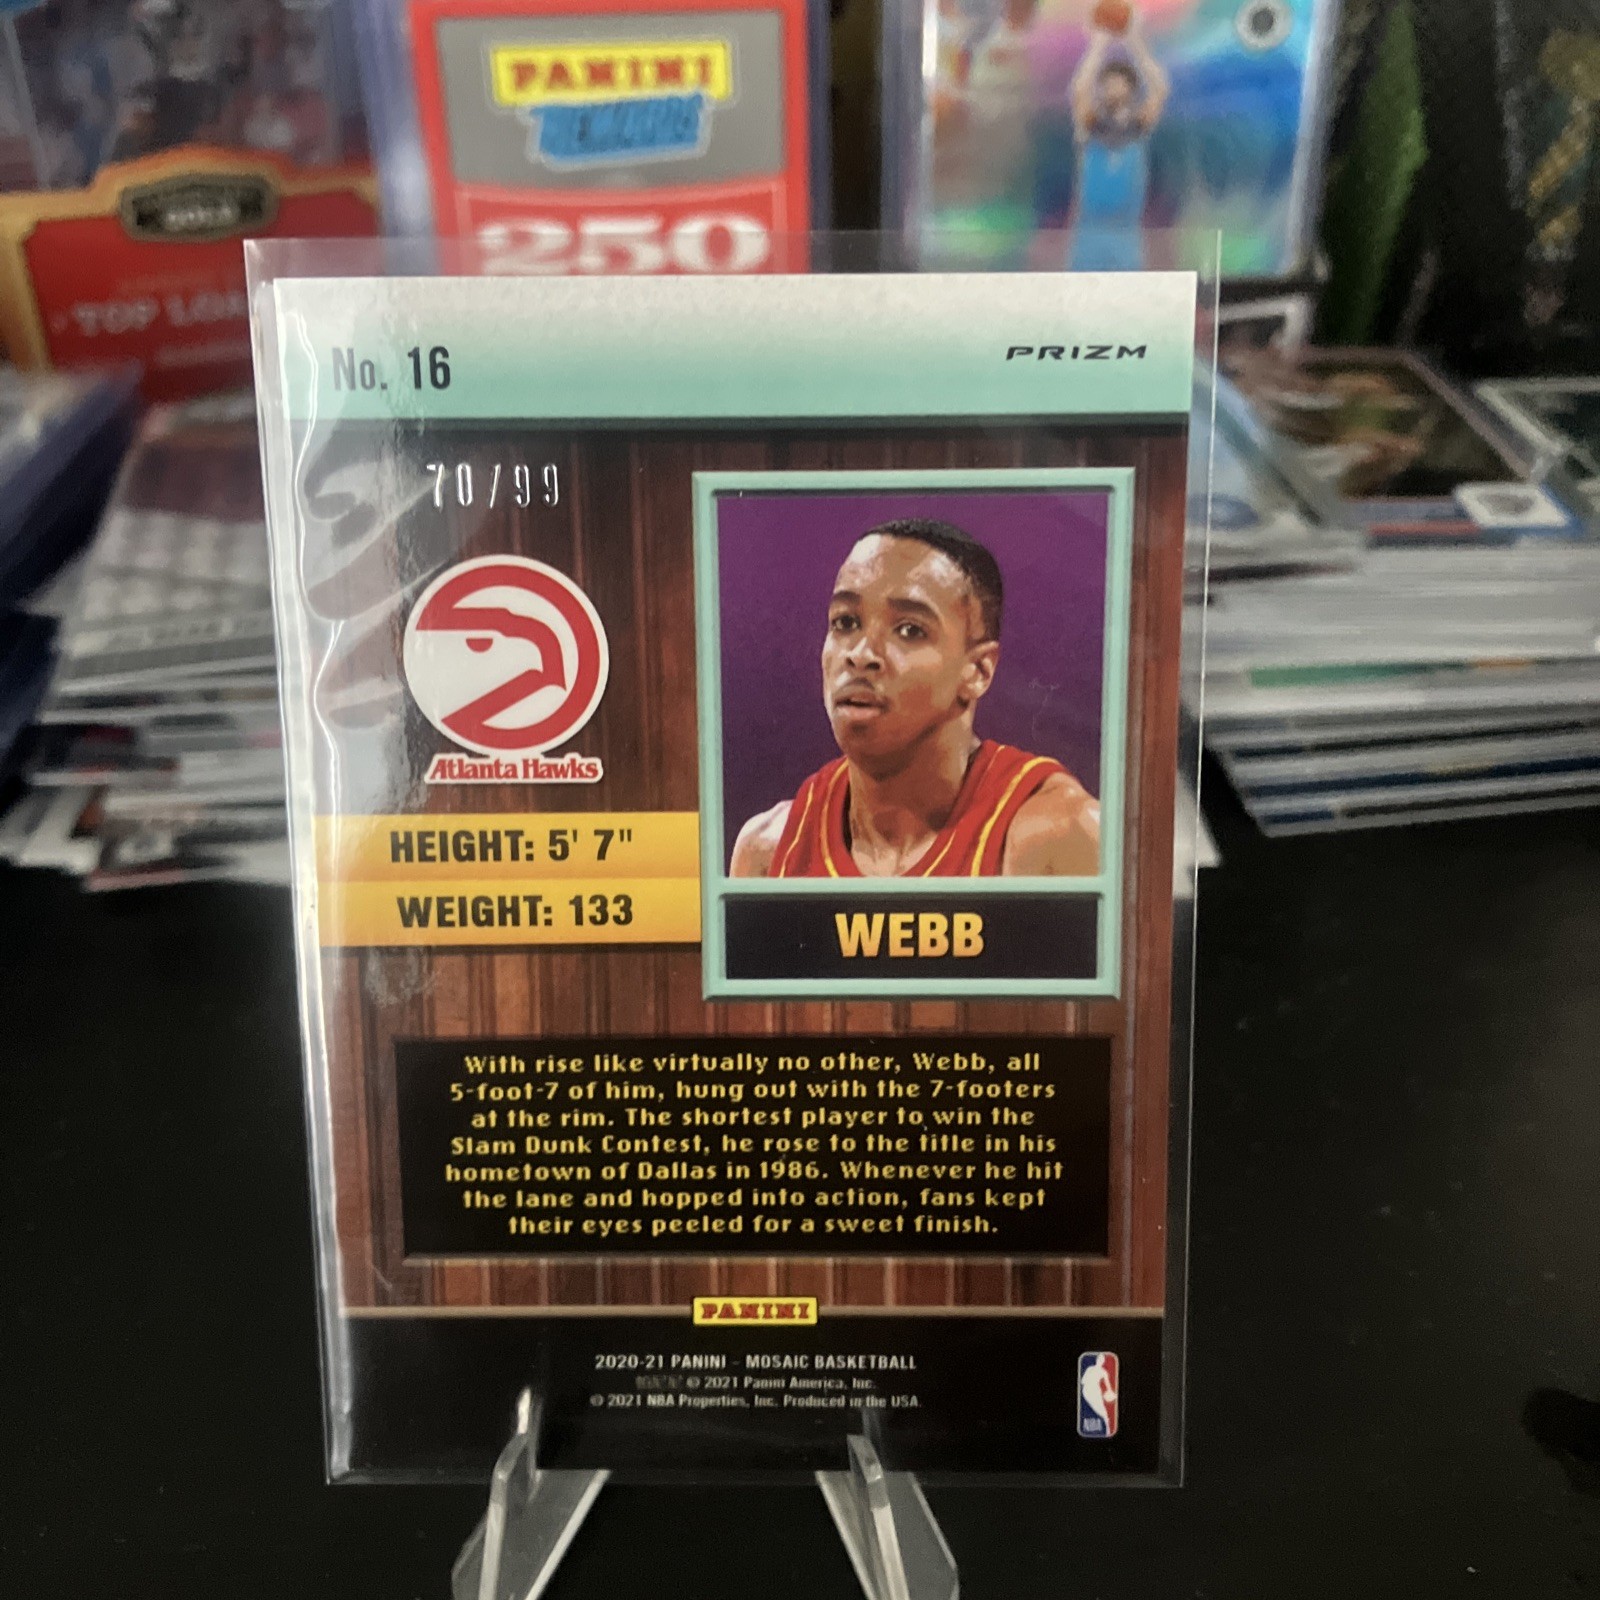 PANINI
250
TOP LOA
No. 16
PRIZM
70/99
Atlanta Hawks
HEIGHT: 5' 7"
WEIGHT: 133
WEBB
With rise like virtually no other, Webb, all
5-foot-7 of him, hung out with the 7-footers
at the rim. The shortest player to win the
Slam Dunk Contest, he rose to the title in his
hometown of Dallas in 1986. Whenever he hit
the lane and hopped into action, fans kept
their eyes peeled for a sweet finish.
PANINI
2020-21 PANINI - MOSAIC BASKETBALL
© 2021 Panini America, Inc.
© 2021 NBA Properties, Inc. Produced in the USA.
NBA